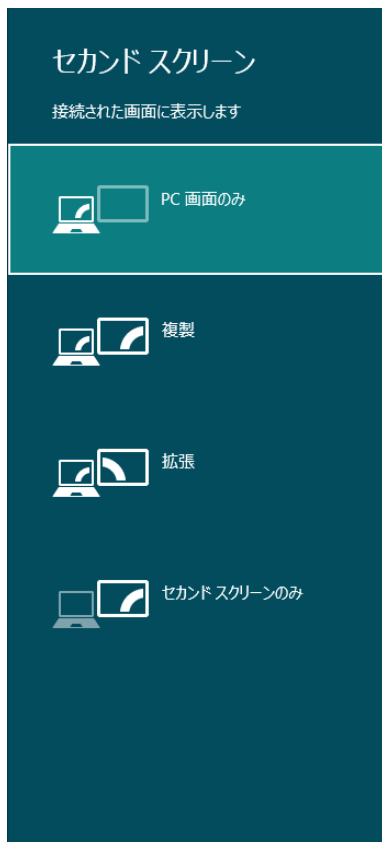 セカンド スクリーン
接続された画面に表示します
PC 画面のみ
複製
拡張
セカンド スクリーンのみ